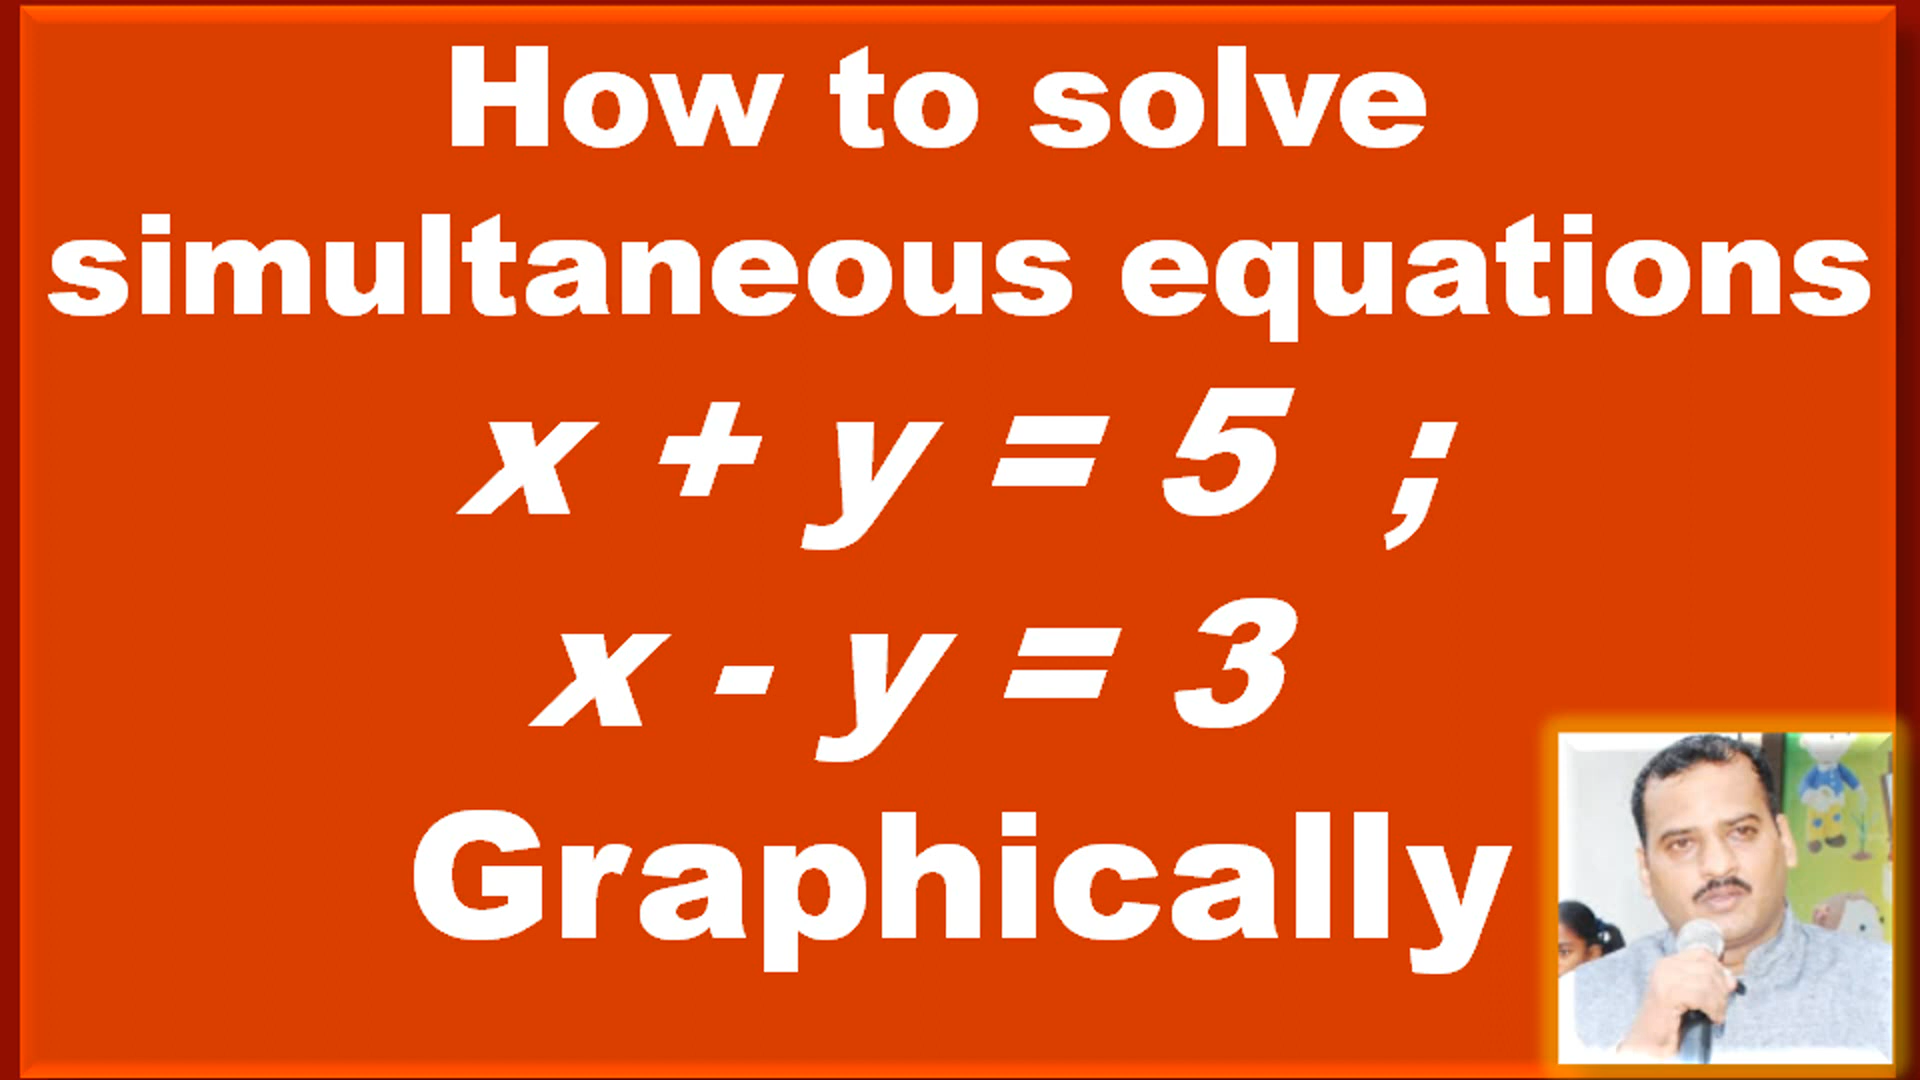 How to solve
simultaneous equations
x + y = 5 ;
x - y = 3
Graphically